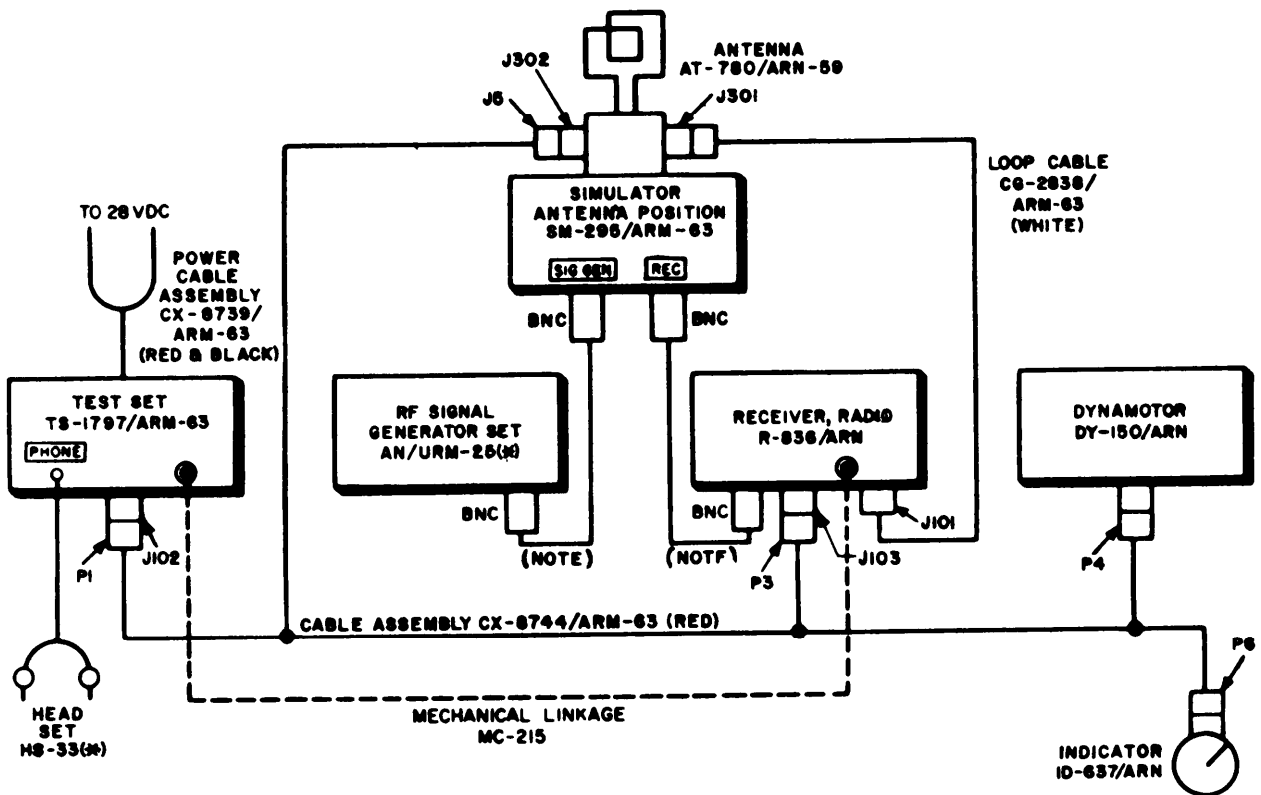 ANTENNA
AT-780/ARN-59
J302
J301
J5
LOOP CABLE
CG-2838/
ARM-63
(WHITE)
SIMULATOR
ANTENNA POSITION
SM-296/ARM-63
SIG GEN
REC
BNC
BNC
TO 28 VDC
POWER
CABLE
ASSEMBLY
CX-8739/
ARM-63
(RED & BLACK)
TEST SET
TS-1797/ARM-63
PHONE
RF SIGNAL
GENERATOR SET
AN/URM-25(*)
RECEIVER, RADIO
R-836/ARN
DYNAMOTOR
DY-150/ARN
BNC
BNC
J101
(NOTE)
(NOTF)
J103
P1
J102
P3
P4
CABLE ASSEMBLY CX-8744/ARM-63 (RED)
P6
HEAD
SET
HS-33(*)
MECHANICAL LINKAGE
MC-215
INDICATOR
ID-637/ARN